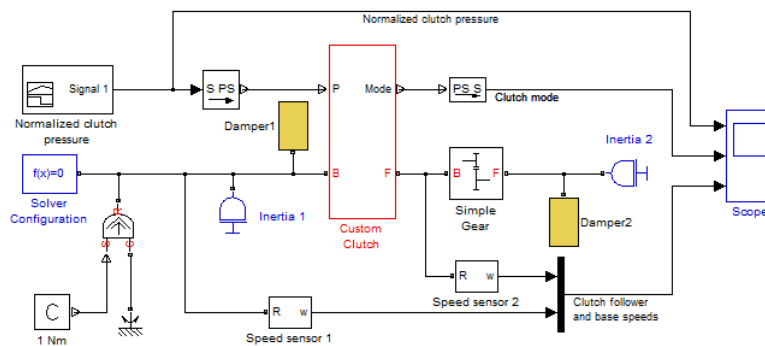 Normalized clutch pressure
Signal 1
Normalized clutch
pressure
S PS
P
Mode
PS S
Clutch mode
Damper1
Inertia 2
f(x)=0
Solver
Configuration
B
F
B
F
Scope
Inertia 1
Custom
Clutch
Simple
Gear
Damper2
R
S
C
R
w
Speed sensor 2
Clutch follower
and base speeds
C
1 Nm
R
w
Speed sensor 1